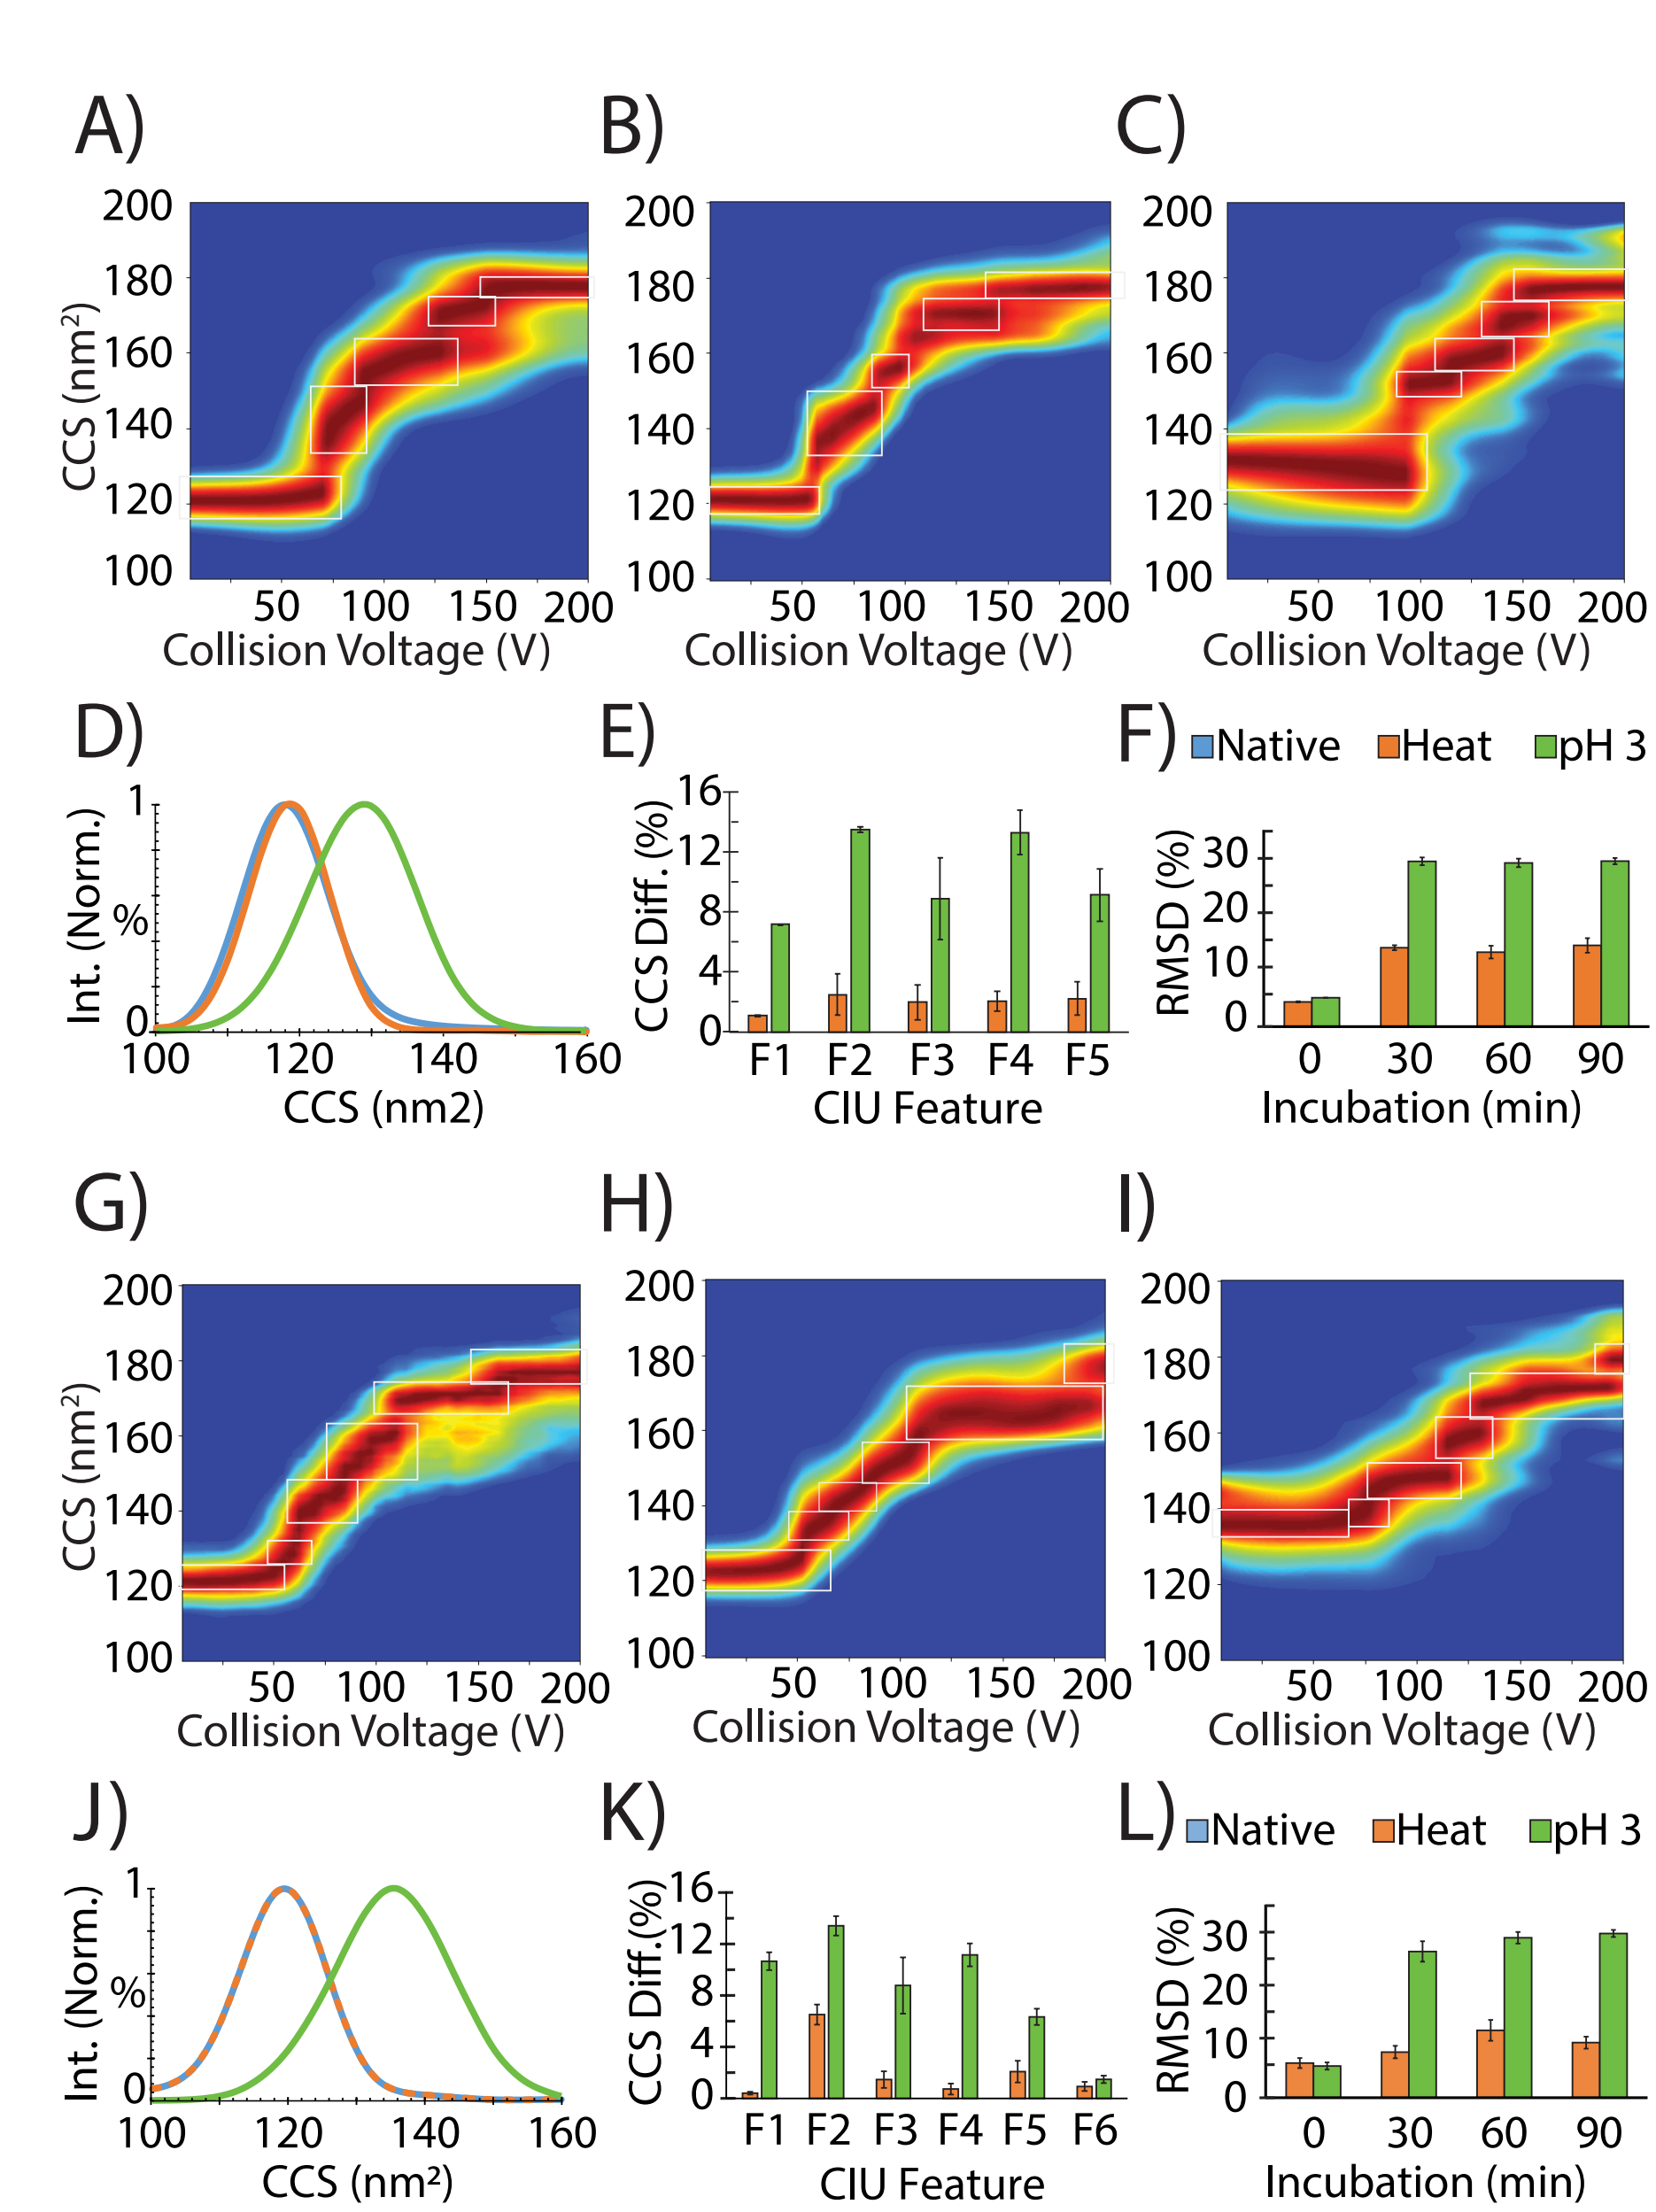 A)
B)
C)
CCS (nm²)
200
180
160
140
120
100
50 100 150 200
Collision Voltage (V)
200
180
160
140
120
100
50 100 150 200
Collision Voltage (V)
200
180
160
140
120
100
50 100 150 200
Collision Voltage (V)
D)
Int. (Norm.)
1
%
0
100 120 140 160
CCS (nm2)
E)
CCS Diff. (%)
16
12
8
4
0
F1 F2 F3 F4 F5
CIU Feature
F)
Native Heat pH 3
RMSD (%)
30
20
10
0
0 30 60 90
Incubation (min)
G)
H)
I)
CCS (nm²)
200
180
160
140
120
100
50 100 150 200
Collision Voltage (V)
200
180
160
140
120
100
50 100 150 200
Collision Voltage (V)
200
180
160
140
120
100
50 100 150 200
Collision Voltage (V)
J)
Int. (Norm.)
1
%
0
100 120 140 160
CCS (nm²)
K)
CCS Diff.(%)
16
12
8
4
0
F1 F2 F3 F4 F5 F6
CIU Feature
L)
Native Heat pH 3
RMSD (%)
30
20
10
0
0 30 60 90
Incubation (min)